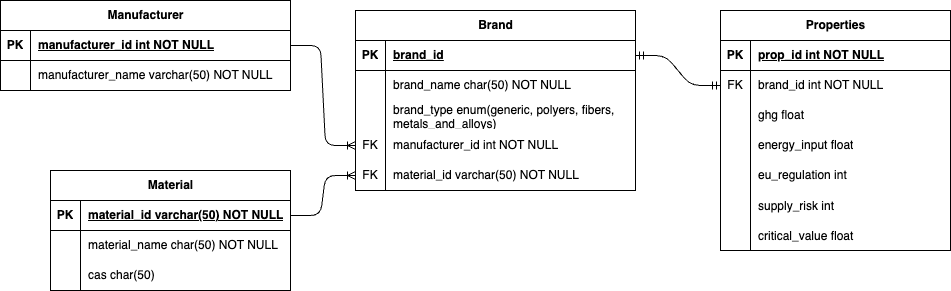 Manufacturer
PK manufacturer_id int NOT NULL
manufacturer_name varchar(50) NOT NULL
Brand
PK brand_id
brand_name char(50) NOT NULL
brand_type enum(generic, polyers, fibers,
metals_and_alloys)
FK manufacturer_id int NOT NULL
FK material_id varchar(50) NOT NULL
Properties
PK prop_id int NOT NULL
FK brand_id int NOT NULL
ghg float
energy_input float
eu_regulation int
supply_risk int
critical_value float
Material
PK material_id varchar(50) NOT NULL
material_name char(50) NOT NULL
cas char(50)